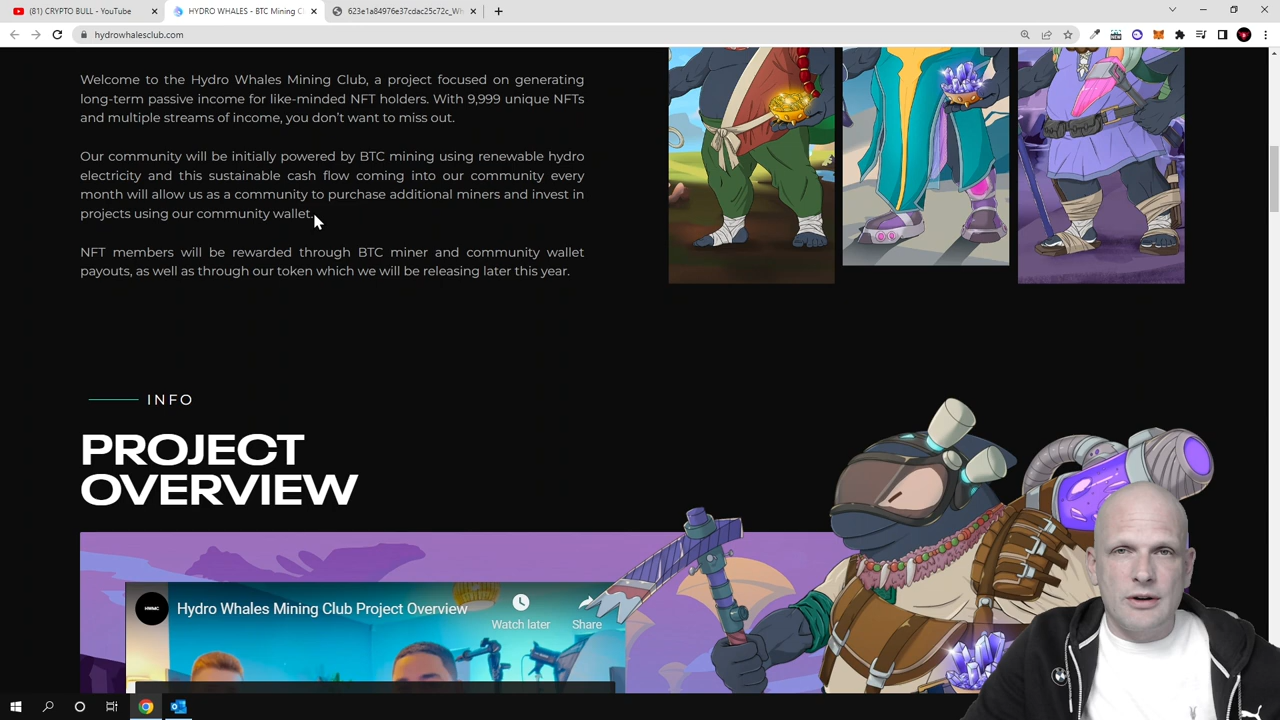 (81) CRYPTO BULL - YouTube
HYDRO WHALES - BTC Mining Cl
623e1a84976e37cdac25c72c_Wh
hydrowhalesclub.com
Welcome to the Hydro Whales Mining Club, a project focused on generating
long-term passive income for like-minded NFT holders. With 9,999 unique NFTs
and multiple streams of income, you don't want to miss out.
Our community will be initially powered by BTC mining using renewable hydro
electricity and this sustainable cash flow coming into our community every
month will allow us as a community to purchase additional miners and invest in
projects using our community wallet.
NFT members will be rewarded through BTC miner and community wallet
payouts, as well as through our token which we will be releasing later this year.
INFO
PROJECT
OVERVIEW
HWMC
Hydro Whales Mining Club Project Overview
Watch later
Share